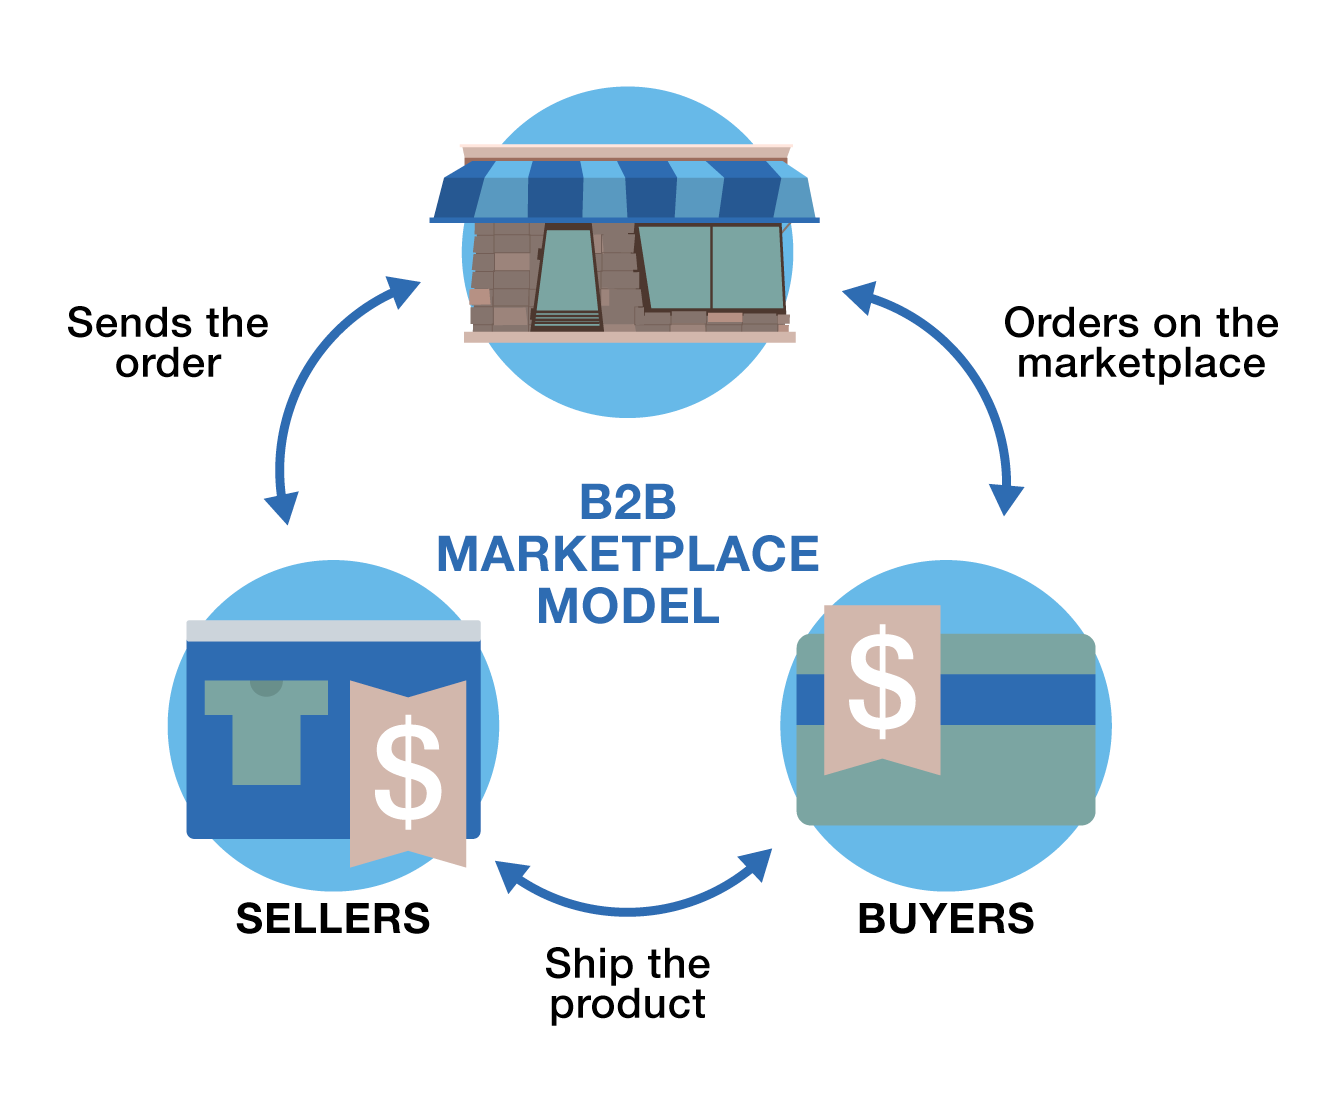 Sends the
order
Orders on the
marketplace
B2B
MARKETPLACE
MODEL
$
$
SELLERS
BUYERS
Ship the
product